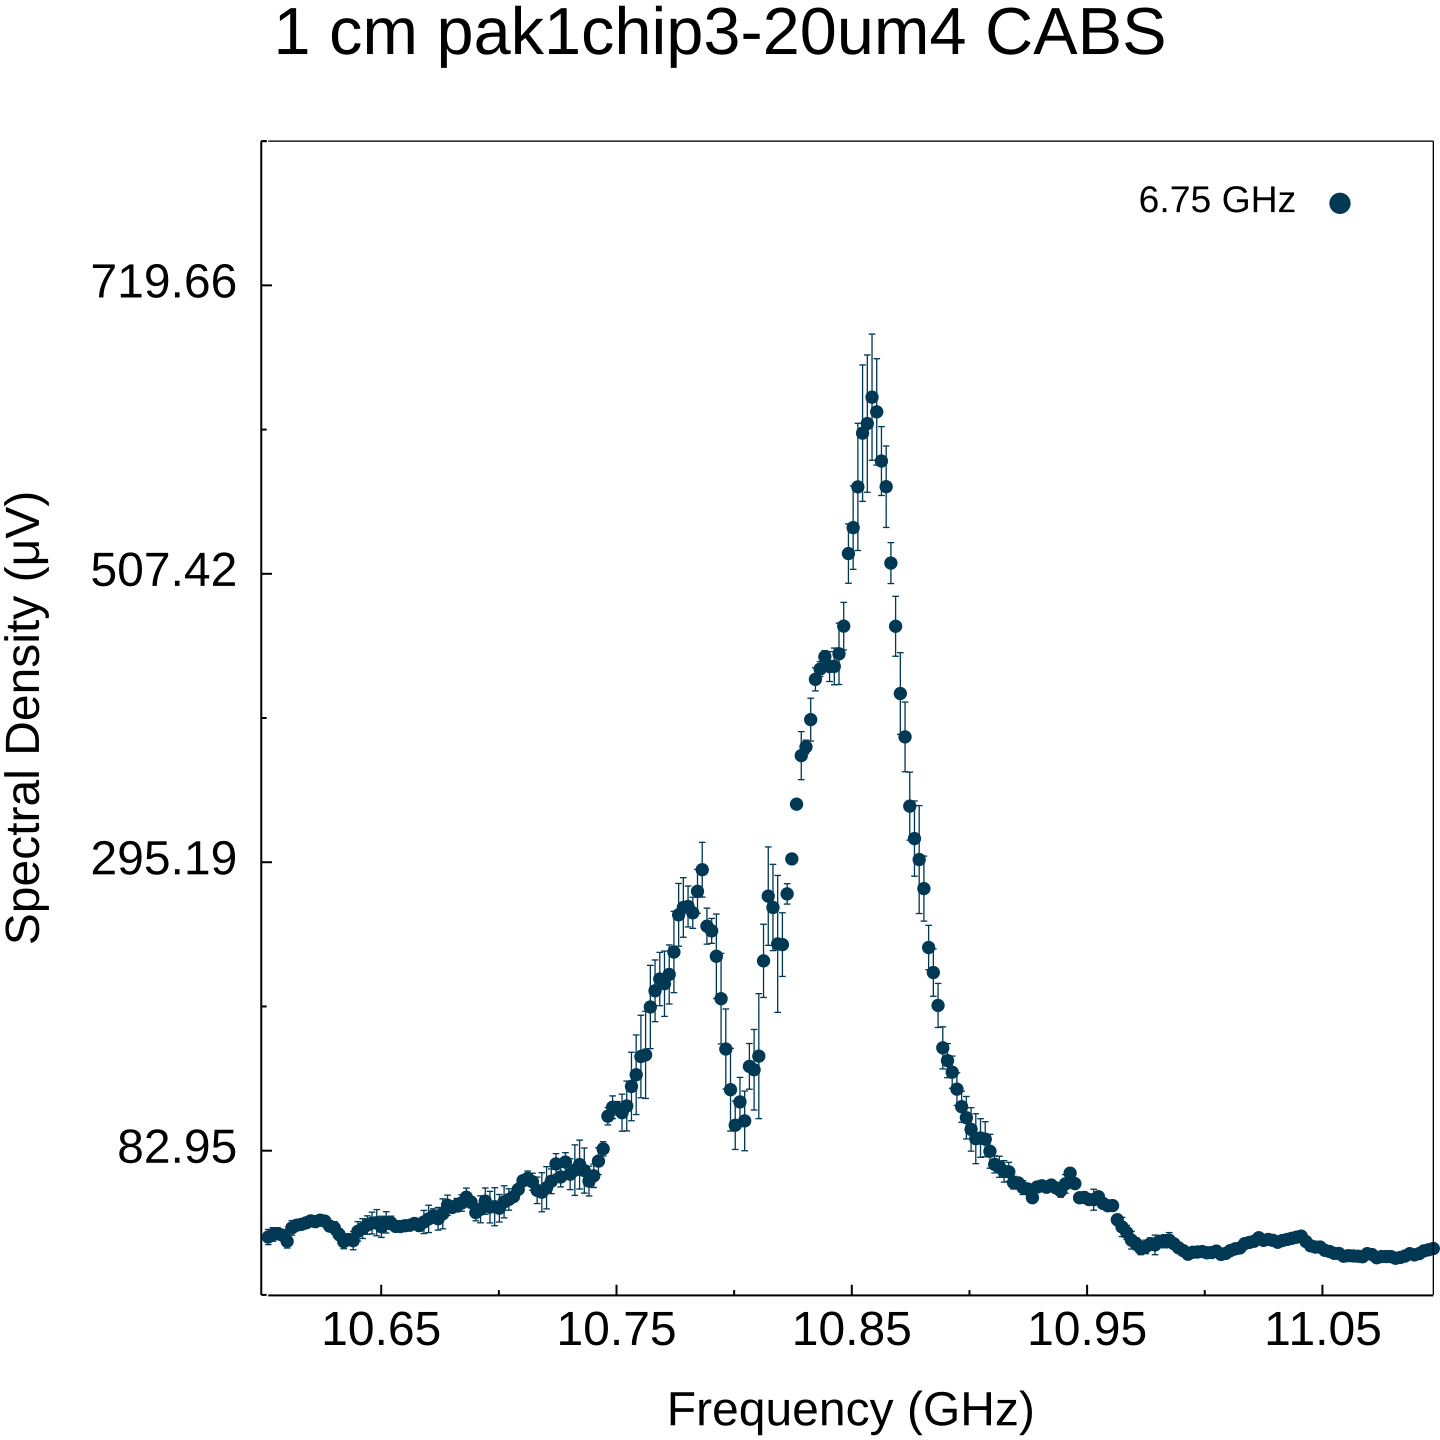 1 cm pak1chip3-20um4 CABS
6.75 GHz
719.66
507.42
295.19
82.95
Spectral Density (μV)
10.65 10.75 10.85 10.95 11.05
Frequency (GHz)